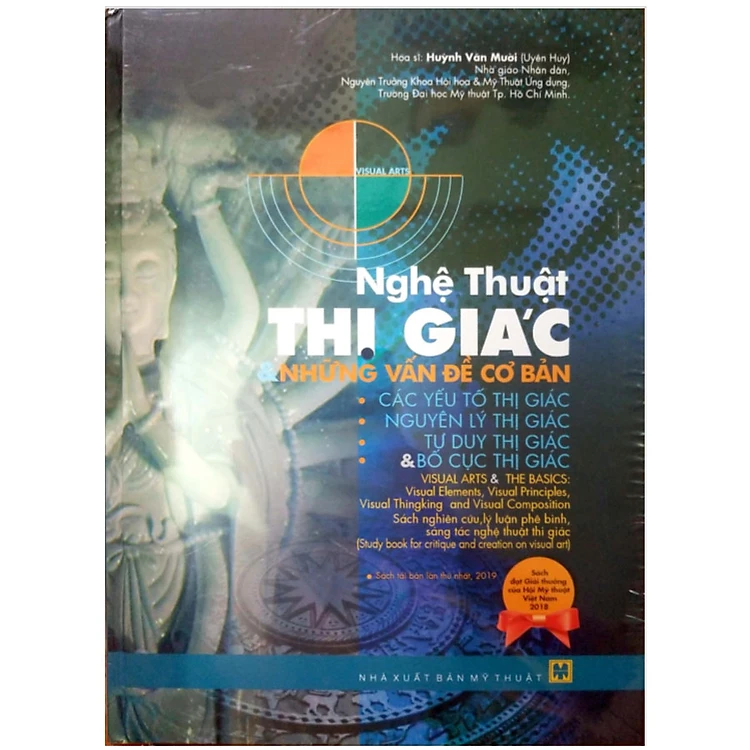 Họa sĩ: Huỳnh Văn Mười (Uyên Huy)
Nhà giáo Nhân dân,
Nguyên Trưởng Khoa Hội họa & Mỹ Thuật Ứng dụng,
Trường Đại học Mỹ thuật Tp. Hồ Chí Minh.
VISUAL ARTS
Nghệ Thuật
THỊ GIÁC
&NHỮNG VẤN ĐỀ CƠ BẢN
• CÁC YẾU TỐ THỊ GIÁC
• NGUYÊN LÝ THỊ GIÁC
• TƯ DUY THỊ GIÁC
• &BỐ CỤC THỊ GIÁC
VISUAL ARTS & THE BASICS:
Visual Elements, Visual Principles,
Visual Thingking and Visual Composition
Sách nghiên cứu,lý luận phê bình,
sáng tác nghệ thuật thị giác
(Study book for critique and creation on visual art)
• Sách tái bản lần thứ nhất, 2019
Sách
đạt Giải thưởng
của Hội Mỹ thuật
Việt Nam
2018
NHÀ XUẤT BẢN MỸ THUẬT